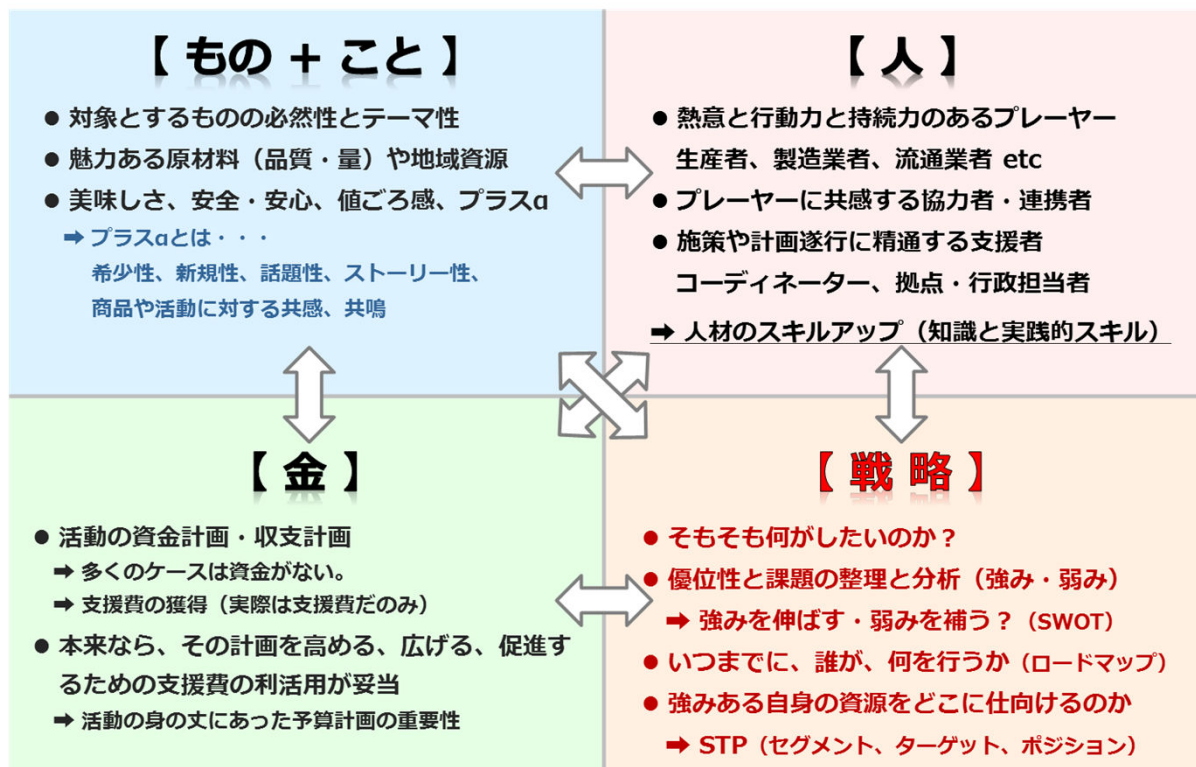 【 もの + こと 】
● 対象とするものの必然性とテーマ性
● 魅力ある原材料（品質・量）や地域資源
● 美味しさ、安全・安心、値ごろ感、プラスα
➡ プラスαとは・・・
希少性、新規性、話題性、ストーリー性、
商品や活動に対する共感、共鳴
【 人 】
● 熱意と行動力と持続力のあるプレーヤー
生産者、製造業者、流通業者 etc
● プレーヤーに共感する協力者・連携者
● 施策や計画遂行に精通する支援者
コーディネーター、拠点・行政担当者
➡ 人材のスキルアップ（知識と実践的スキル）
【 金 】
● 活動の資金計画・収支計画
➡ 多くのケースは資金がない。
➡ 支援費の獲得（実際は支援費だのみ）
● 本来なら、その計画を高める、広げる、促進す
るための支援費の利活用が妥当
➡ 活動の身の丈にあった予算計画の重要性
【 戦 略 】
● そもそも何がしたいのか？
● 優位性と課題の整理と分析（強み・弱み）
➡ 強みを伸ばす・弱みを補う？（SWOT）
● いつまでに、誰が、何を行うか（ロードマップ）
● 強みある自身の資源をどこに仕向けるのか
➡ STP（セグメント、ターゲット、ポジション）